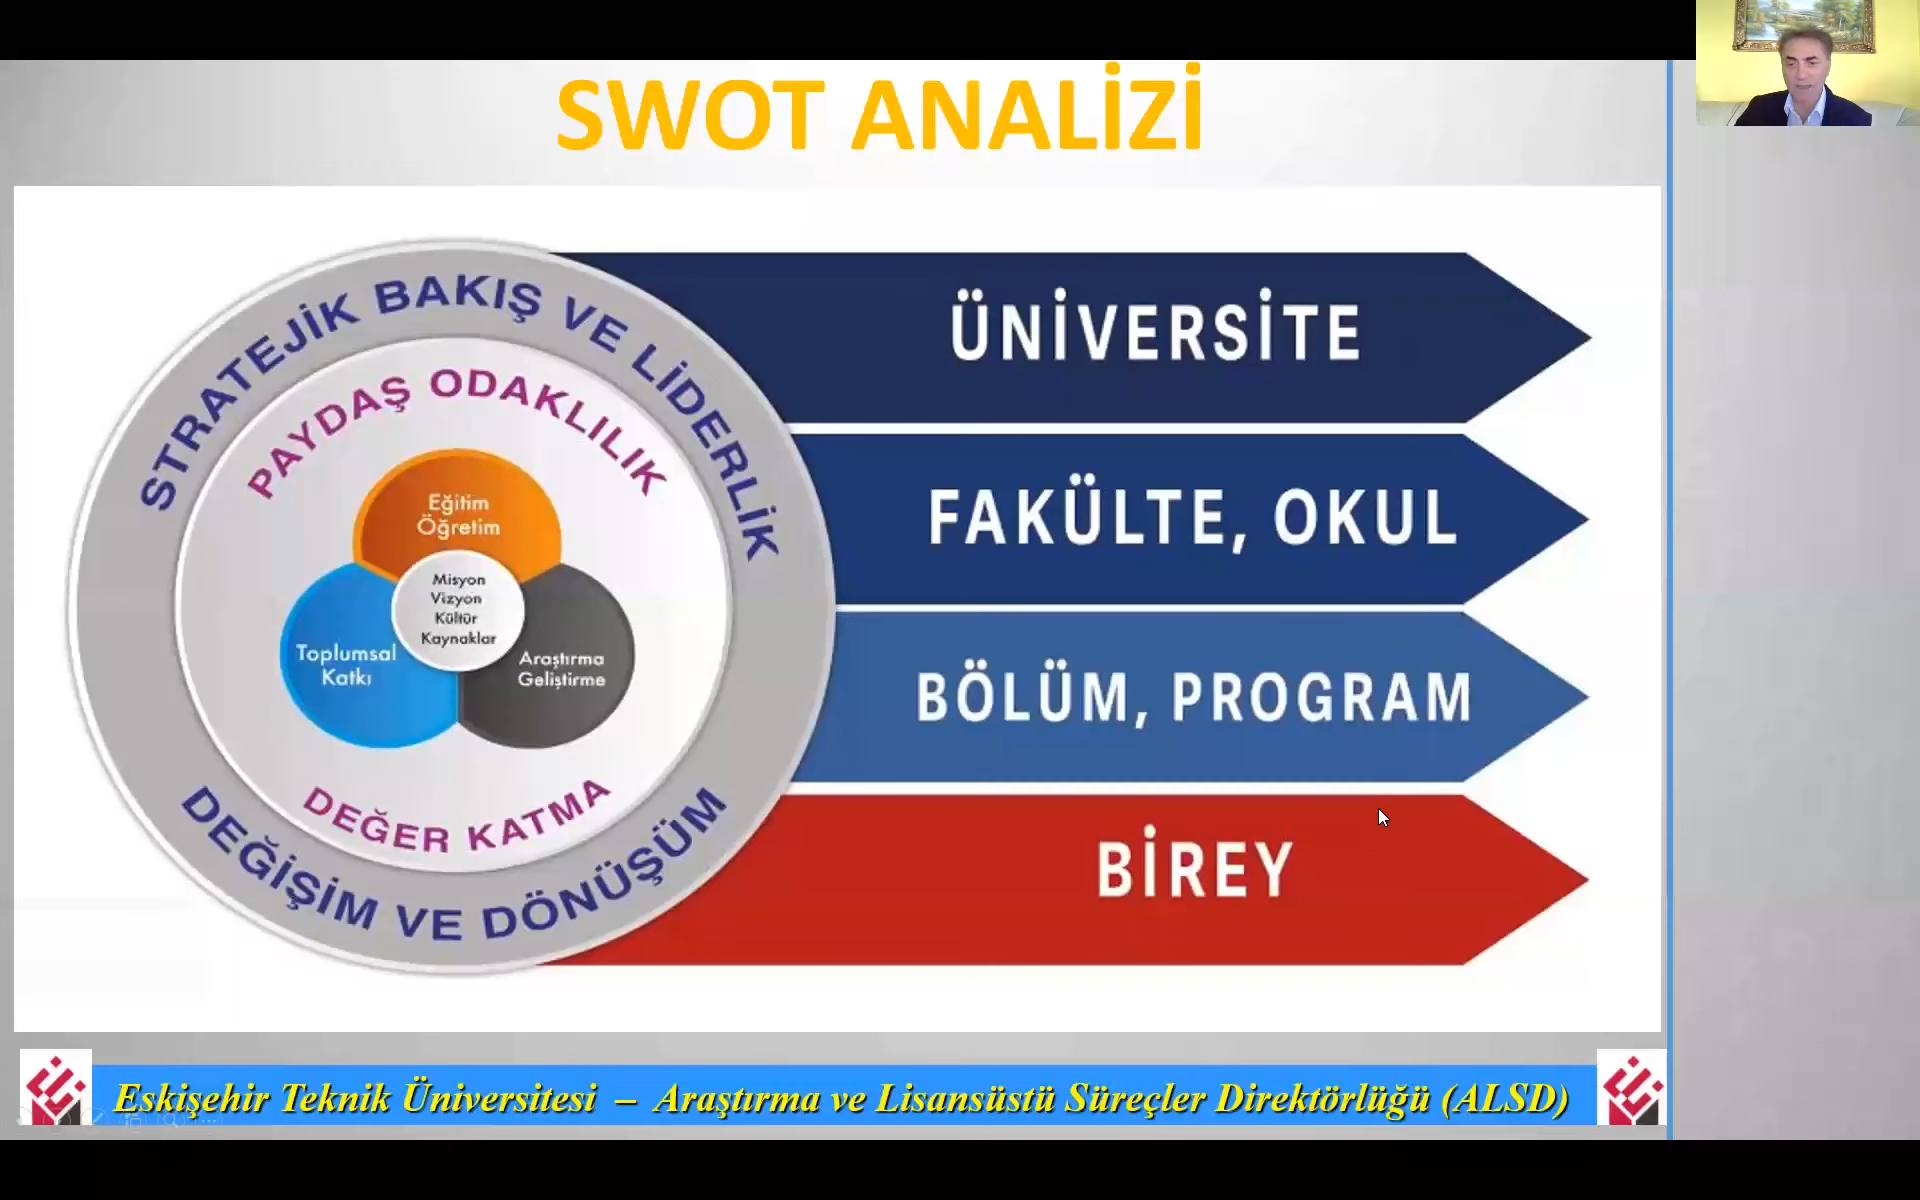 SWOT ANALİZİ
STRATEJİK BAKIŞ VE LİDERLİK
PAYDAŞ ODAKLILIK
Eğitim
Öğretim
Misyon
Vizyon
Kültür
Kaynaklar
Toplumsal
Katkı
Araştırma
Geliştirme
DEĞER KATMA
DEĞİŞİM VE DÖNÜŞÜM
ÜNİVERSİTE
FAKÜLTE, OKUL
BÖLÜM, PROGRAM
BİREY
Eskişehir Teknik Üniversitesi – Araştırma ve Lisansüstü Süreçler Direktörlüğü (ALSD)